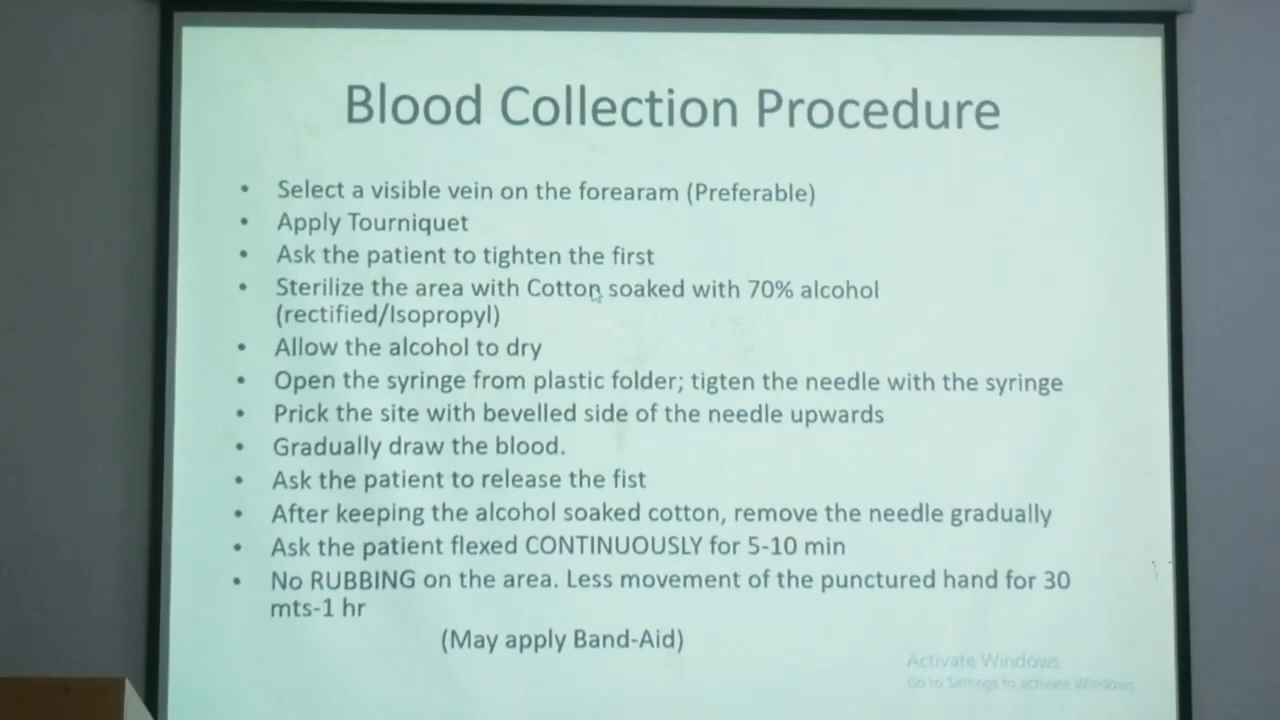 Blood Collection Procedure
• Select a visible vein on the forearam (Preferable)
• Apply Tourniquet
• Ask the patient to tighten the first
• Sterilize the area with Cotton soaked with 70% alcohol
(rectified/Isopropyl)
• Allow the alcohol to dry
• Open the syringe from plastic folder; tigten the needle with the syringe
• Prick the site with bevelled side of the needle upwards
• Gradually draw the blood.
• Ask the patient to release the fist
• After keeping the alcohol soaked cotton, remove the needle gradually
• Ask the patient flexed CONTINUOUSLY for 5-10 min
• No RUBBING on the area. Less movement of the punctured hand for 30
mts-1 hr
(May apply Band-Aid)
Activate Windows
Go to Settings to activate Windows